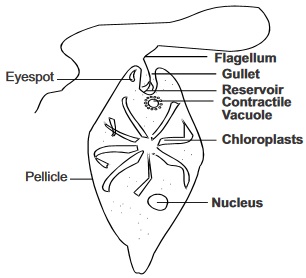 Flagellum
Eyespot
Gullet
Reservoir
Contractile
Vacuole
Chloroplasts
Pellicle
Nucleus